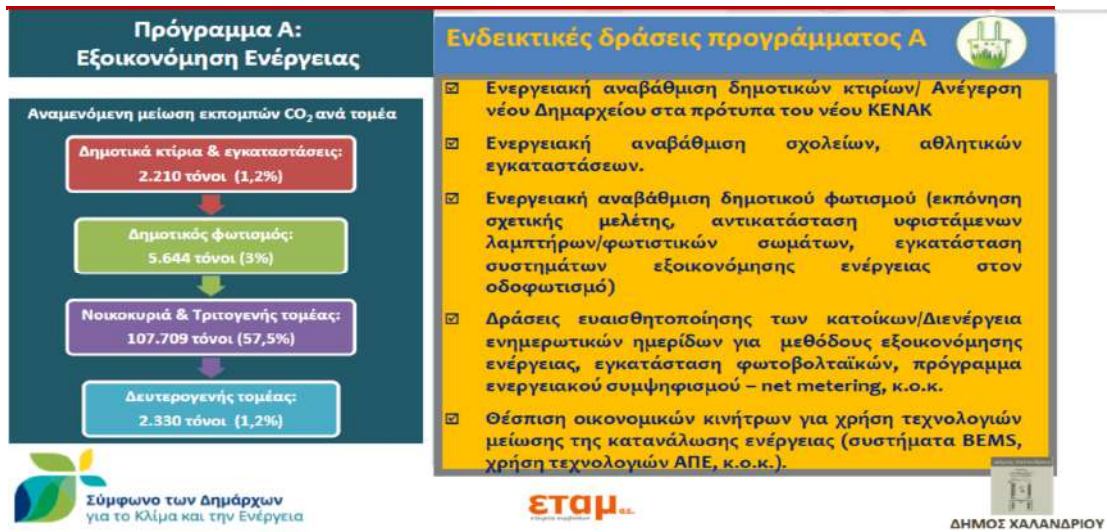 Πρόγραμμα Α:
Εξοικονόμηση Ενέργειας
Αναμενόμενη μείωση εκπομπών CO₂ ανά τομέα
Δημοτικά κτίρια & εγκαταστάσεις:
2.210 τόνοι (1,2%)
Δημοτικός φωτισμός:
5.644 τόνοι (3%)
Νοικοκυριά & Τριτογενής τομέας:
107.709 τόνοι (57,5%)
Δευτερογενής τομέας:
2.330 τόνοι (1,2%)
Ενδεικτικές δράσεις προγράμματος Α
Ενεργειακή αναβάθμιση δημοτικών κτιρίων/ Ανέγερση
νέου Δημαρχείου στα πρότυπα του νέου ΚΕΝΑΚ
Ενεργειακή αναβάθμιση σχολείων, αθλητικών
εγκαταστάσεων.
Ενεργειακή αναβάθμιση δημοτικού φωτισμού (εκπόνηση
σχετικής μελέτης, αντικατάσταση υφιστάμενων
λαμπτήρων/φωτιστικών σωμάτων, εγκατάσταση
συστημάτων εξοικονόμησης ενέργειας στον
οδοφωτισμό)
Δράσεις ευαισθητοποίησης των κατοίκων/Διενέργεια
ενημερωτικών ημερίδων για μεθόδους εξοικονόμησης
ενέργειας, εγκατάσταση φωτοβολταϊκών, πρόγραμμα
ενεργειακού συμψηφισμού – net metering, κ.ο.κ.
Θέσπιση οικονομικών κινήτρων για χρήση τεχνολογιών
μείωσης της κατανάλωσης ενέργειας (συστήματα BEMS,
χρήση τεχνολογιών ΑΠΕ, κ.ο.κ.).
Σύμφωνο των Δημάρχων
για το Κλίμα και την Ενέργεια
εταμ α.ε.
ΔΗΜΟΣ ΧΑΛΑΝΔΡΙΟΥ